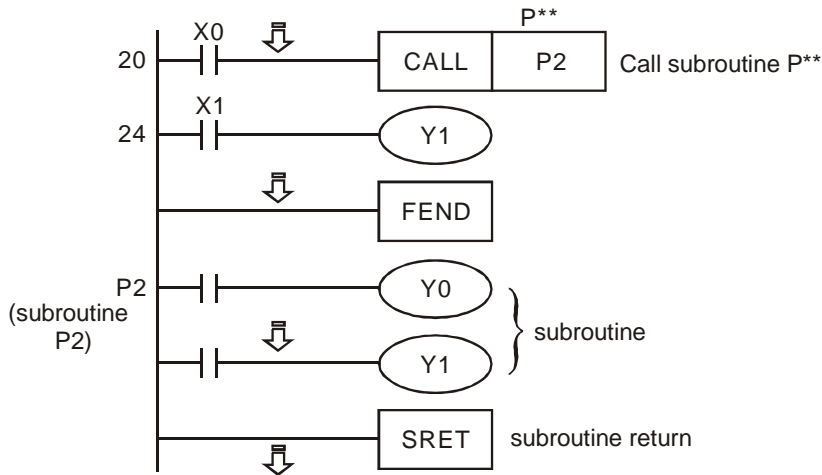 P**
X0
20 CALL P2 Call subroutine P**
X1
24 Y1
FEND
P2 Y0
(subroutine
P2)
subroutine
Y1
SRET subroutine return